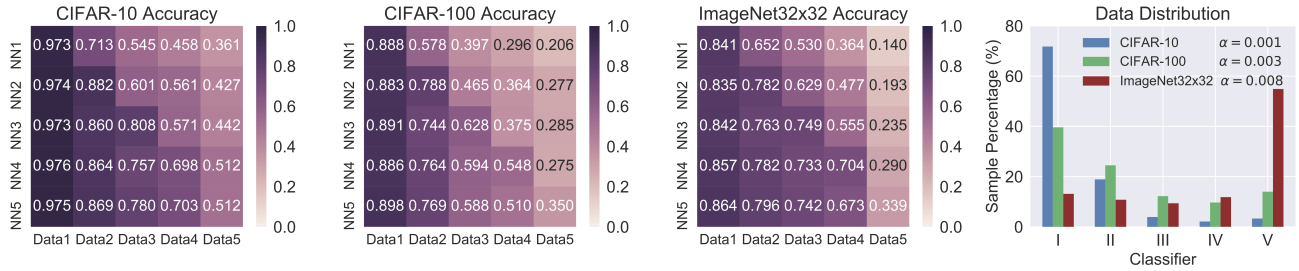 CIFAR-10 Accuracy
NN1 0.973 0.713 0.545 0.458 0.361
NN2 0.974 0.882 0.601 0.561 0.427
NN3 0.973 0.860 0.808 0.571 0.442
NN4 0.976 0.864 0.757 0.698 0.512
NN5 0.975 0.869 0.780 0.703 0.512
Data1 Data2 Data3 Data4 Data5
1.0
0.8
0.6
0.4
0.2
0.0
CIFAR-100 Accuracy
NN1 0.888 0.578 0.397 0.296 0.206
NN2 0.883 0.788 0.465 0.364 0.277
NN3 0.891 0.744 0.628 0.375 0.285
NN4 0.886 0.764 0.594 0.548 0.275
NN5 0.898 0.769 0.588 0.510 0.350
Data1 Data2 Data3 Data4 Data5
1.0
0.8
0.6
0.4
0.2
0.0
ImageNet32x32 Accuracy
NN1 0.841 0.652 0.530 0.364 0.140
NN2 0.835 0.782 0.629 0.477 0.193
NN3 0.842 0.763 0.749 0.555 0.235
NN4 0.857 0.782 0.733 0.704 0.290
NN5 0.864 0.796 0.742 0.673 0.339
Data1 Data2 Data3 Data4 Data5
1.0
0.8
0.6
0.4
0.2
0.0
Data Distribution
Sample Percentage (%)
80
60
40
20
0
CIFAR-10 α = 0.001
CIFAR-100 α = 0.003
ImageNet32x32 α = 0.008
I II III IV V
Classifier